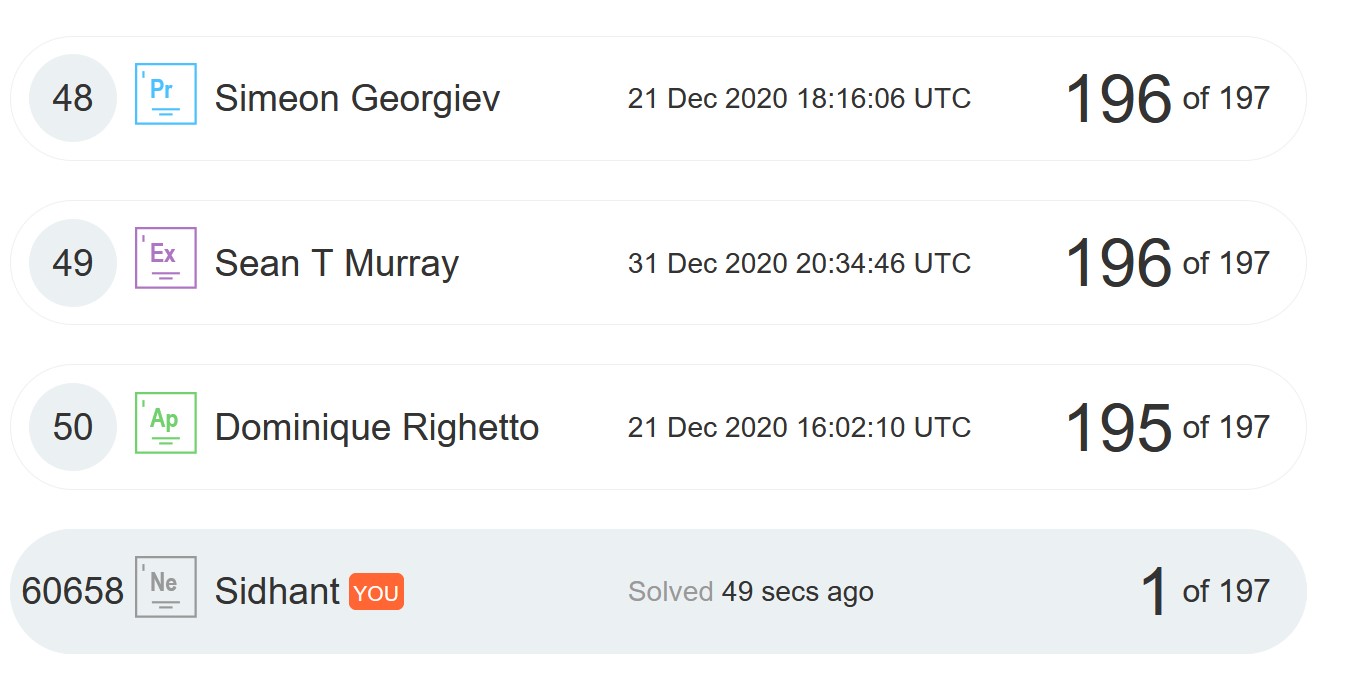 48 Pr Simeon Georgiev 21 Dec 2020 18:16:06 UTC 196 of 197
49 Ex Sean T Murray 31 Dec 2020 20:34:46 UTC 196 of 197
50 Ap Dominique Righetto 21 Dec 2020 16:02:10 UTC 195 of 197
60658 Ne Sidhant YOU Solved 49 secs ago 1 of 197